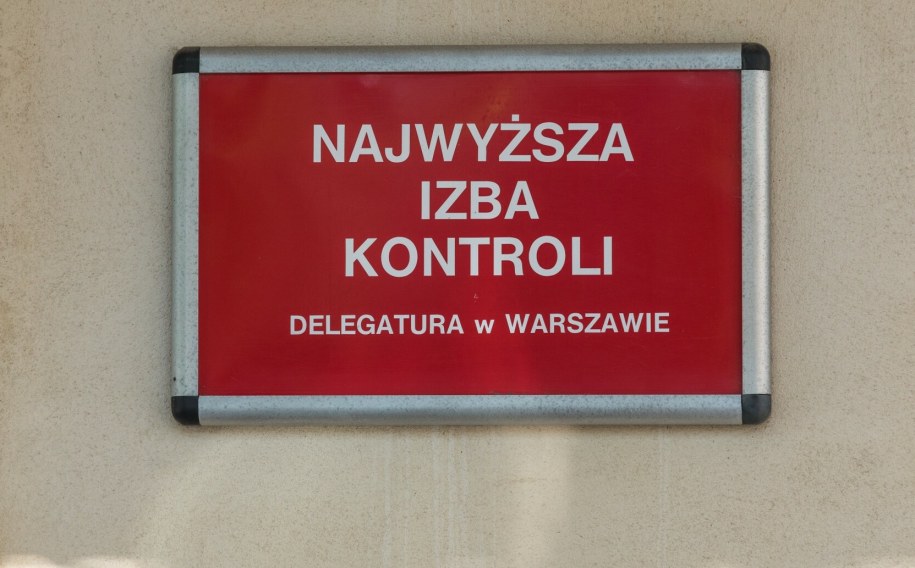 NAJWYŻSZA
IZBA
KONTROLI
DELEGATURA w WARSZAWIE